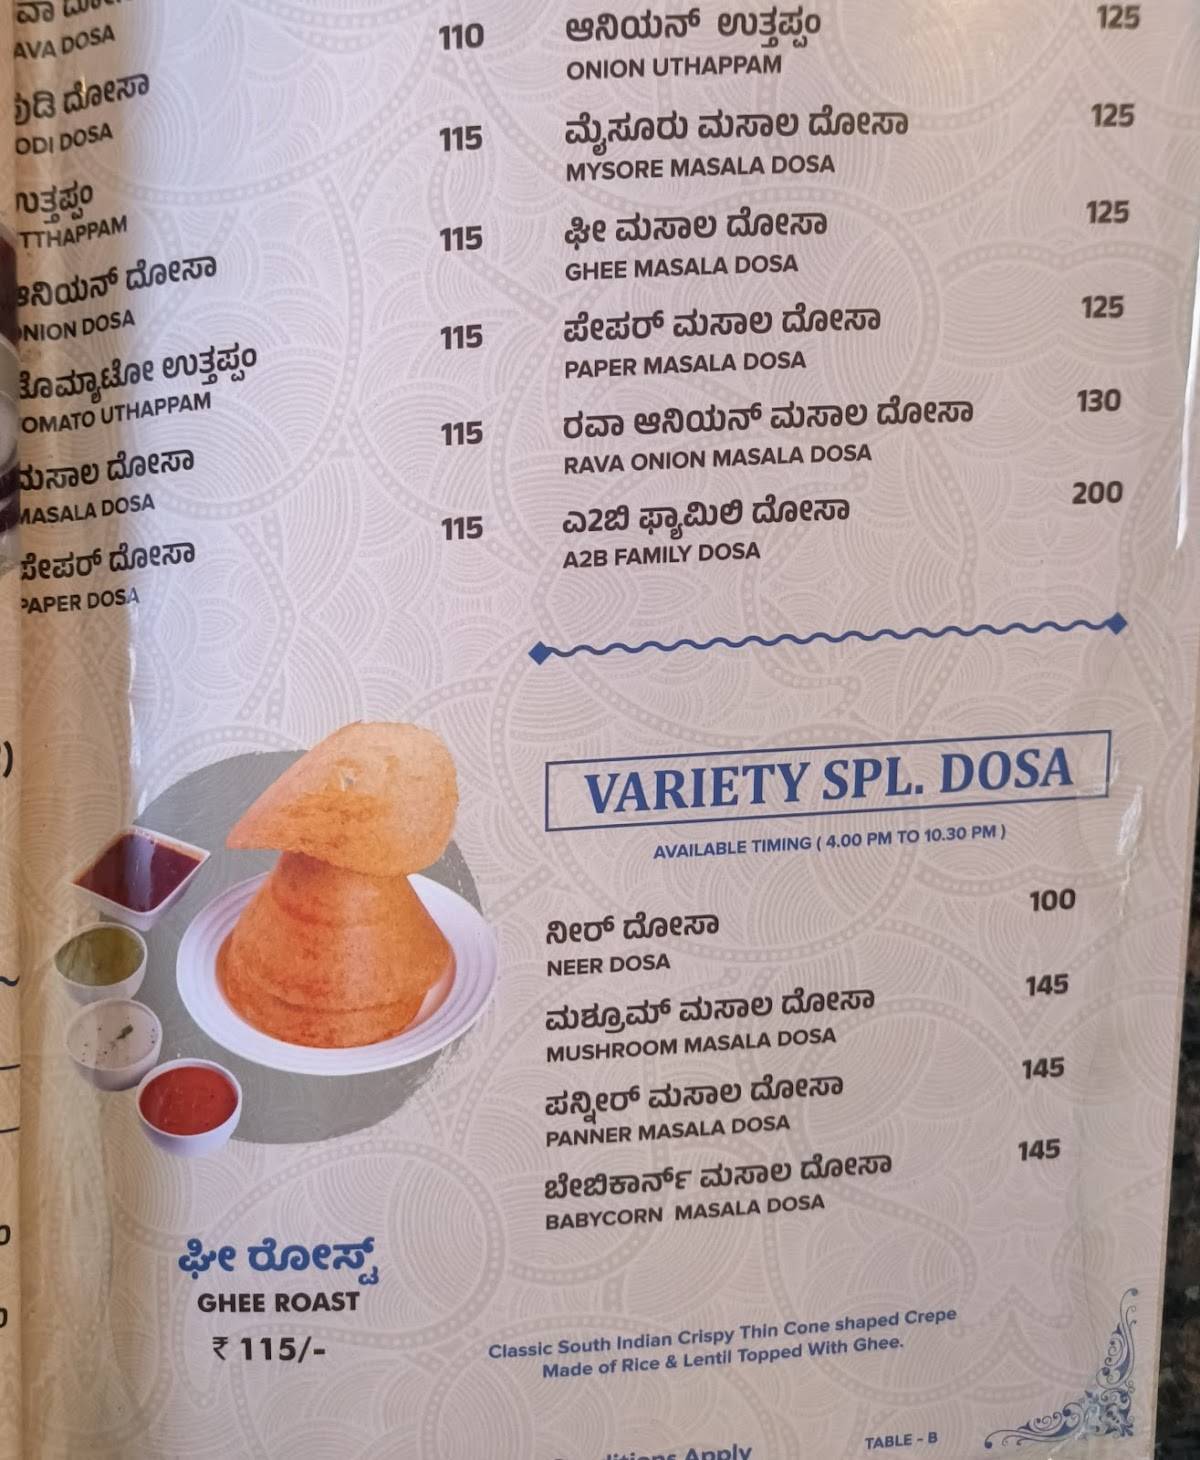 AVA DOSA
110
ಪುಡಿ ದೋಸಾ
ODI DOSA
115
ಉತ್ತಪ್ಪಂ
TTHAPPAM
115
ಆನಿಯನ್ ದೋಸಾ
ONION DOSA
115
ತೊಮ್ಯಾಟೋ ಉತ್ತಪ್ಪಂ
OMATO UTHAPPAM
115
ಮಸಾಲ ದೋಸಾ
MASALA DOSA
115
ಪೇಪರ್ ದೋಸಾ
PAPER DOSA
ಆನಿಯನ್ ಉತ್ತಪ್ಪಂ 125
ONION UTHAPPAM
ಮೈಸೂರು ಮಸಾಲ ದೋಸಾ 125
MYSORE MASALA DOSA
ಘೀ ಮಸಾಲ ದೋಸಾ 125
GHEE MASALA DOSA
ಪೇಪರ್ ಮಸಾಲ ದೋಸಾ 125
PAPER MASALA DOSA
ರವಾ ಆನಿಯನ್ ಮಸಾಲ ದೋಸಾ 130
RAVA ONION MASALA DOSA
ಎ2ಬಿ ಫ್ಯಾಮಿಲಿ ದೋಸಾ 200
A2B FAMILY DOSA
VARIETY SPL. DOSA
AVAILABLE TIMING ( 4.00 PM TO 10.30 PM )
ನೀರ್ ದೋಸಾ 100
NEER DOSA
ಮಶ್ರೂಮ್ ಮಸಾಲ ದೋಸಾ 145
MUSHROOM MASALA DOSA
ಪನ್ನೀರ್ ಮಸಾಲ ದೋಸಾ 145
PANNER MASALA DOSA
ಬೇಬಿಕಾರ್ನ್ ಮಸಾಲ ದೋಸಾ 145
BABYCORN MASALA DOSA
ಘೀ ರೋಸ್ಟ್
GHEE ROAST
₹ 115/-
Classic South Indian Crispy Thin Cone shaped Crepe
Made of Rice & Lentil Topped With Ghee.
Apply
TABLE - B